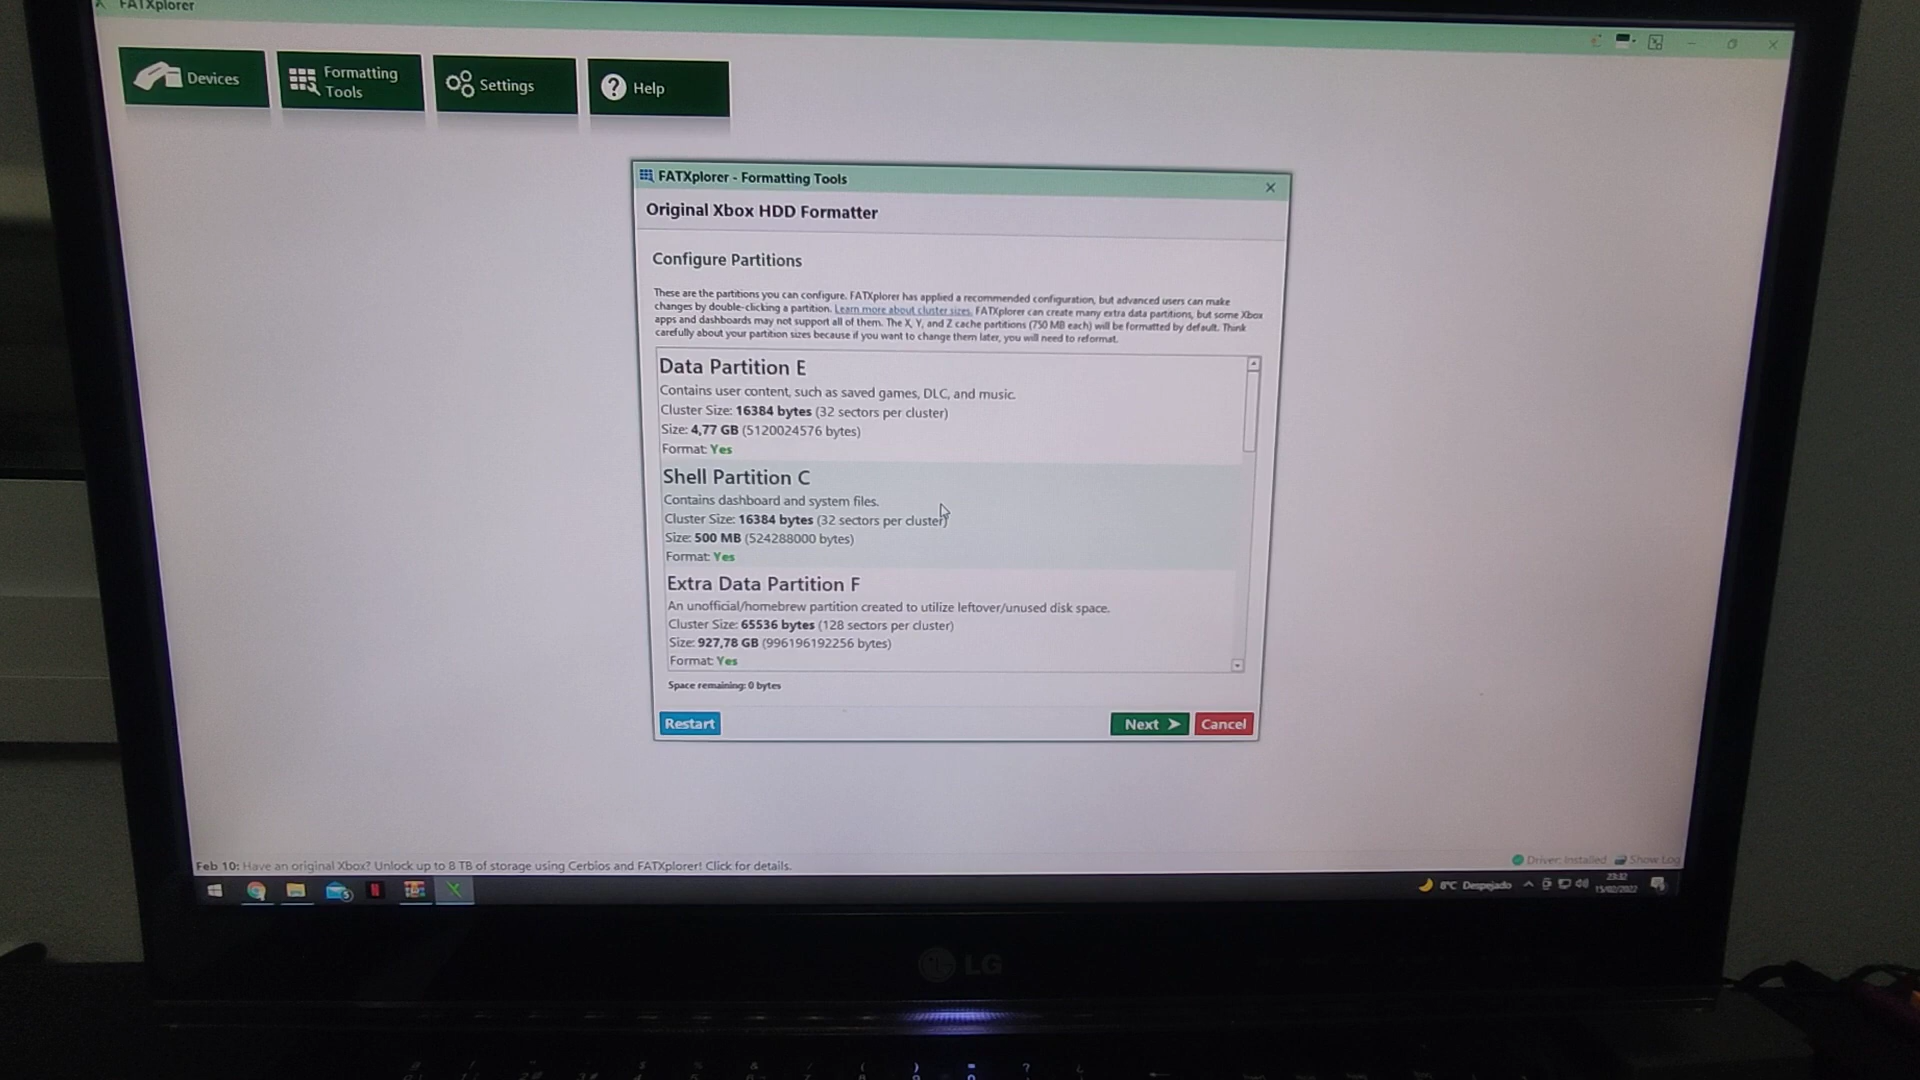 FATXplorer
Devices
Formatting
Tools
Settings
Help
FATXplorer - Formatting Tools
Original Xbox HDD Formatter
Configure Partitions
These are the partitions you can configure. FATXplorer has applied a recommended configuration, but advanced users can make
changes by double-clicking a partition. Learn more about cluster sizes. FATXplorer can create many extra data partitions, but some Xbox
apps and dashboards may not support all of them. The X, Y, and Z cache partitions (750 MB each) will be formatted by default. Think
carefully about your partition sizes because if you want to change them later, you will need to reformat.
Data Partition E
Contains user content, such as saved games, DLC, and music.
Cluster Size: 16384 bytes (32 sectors per cluster)
Size: 4,77 GB (5120024576 bytes)
Format: Yes
Shell Partition C
Contains dashboard and system files.
Cluster Size: 16384 bytes (32 sectors per cluster)
Size: 500 MB (524288000 bytes)
Format: Yes
Extra Data Partition F
An unofficial/homebrew partition created to utilize leftover/unused disk space.
Cluster Size: 65536 bytes (128 sectors per cluster)
Size: 927,78 GB (996196192256 bytes)
Format: Yes
Space remaining: 0 bytes
Restart
Next
Cancel
Feb 10: Have an original Xbox? Unlock up to 8 TB of storage using Cerbios and FATXplorer! Click for details.
Driver: Installed
Show Log
5
8°C Despejado
23:32
15/02/2022
LG